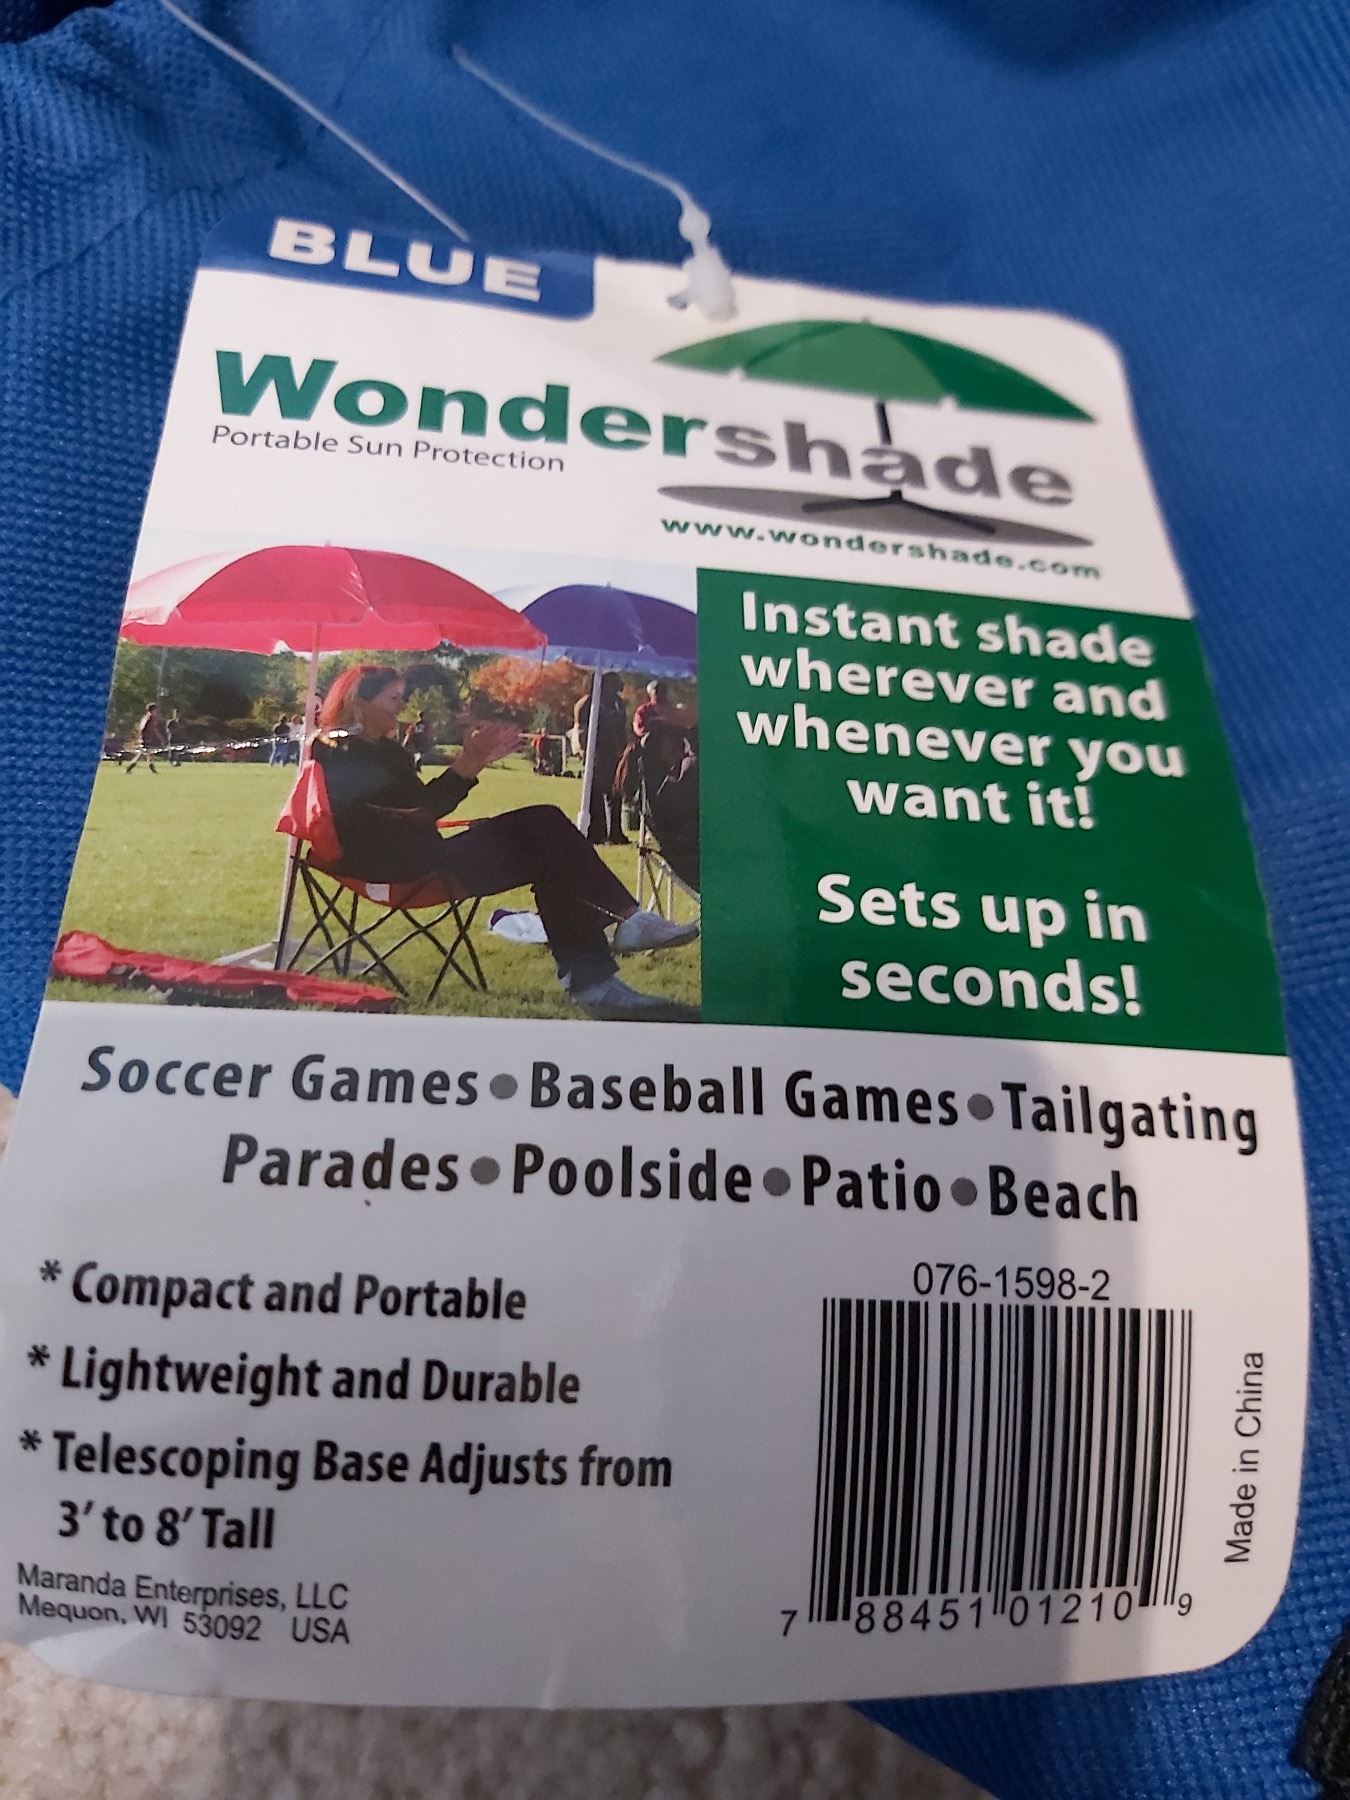 BLUE
Wondershade
Portable Sun Protection
www.wondershade.com
Instant shade
wherever and
whenever you
want it!
Sets up in
seconds!
Soccer Games • Baseball Games • Tailgating
Parades • Poolside • Patio • Beach
* Compact and Portable
* Lightweight and Durable
* Telescoping Base Adjusts from
3' to 8' Tall
Maranda Enterprises, LLC
Mequon, WI 53092 USA
076-1598-2
7 88451 01210 9
Made in China